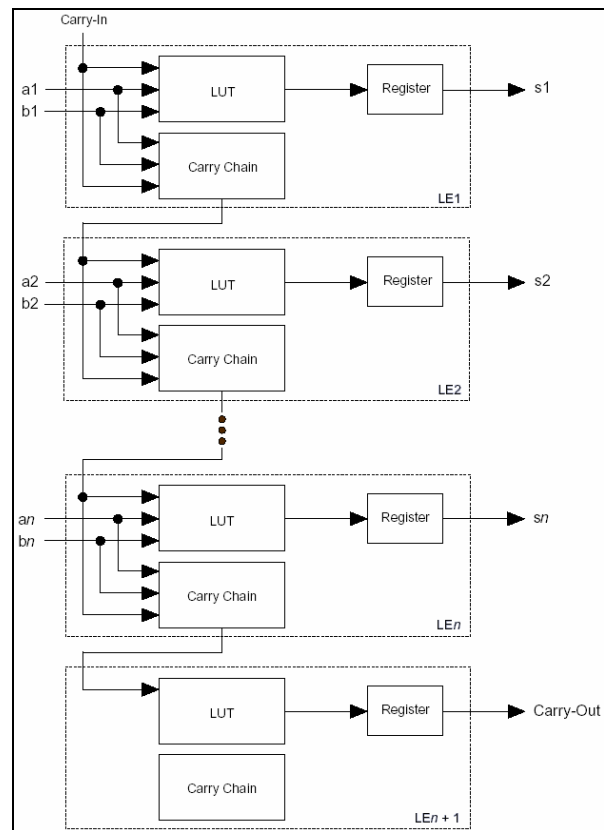 Carry-In
a1
b1
LUT
Register
s1
Carry Chain
LE1
a2
b2
LUT
Register
s2
Carry Chain
LE2
an
bn
LUT
Register
sn
Carry Chain
LEn
LUT
Register
Carry-Out
Carry Chain
LEn + 1